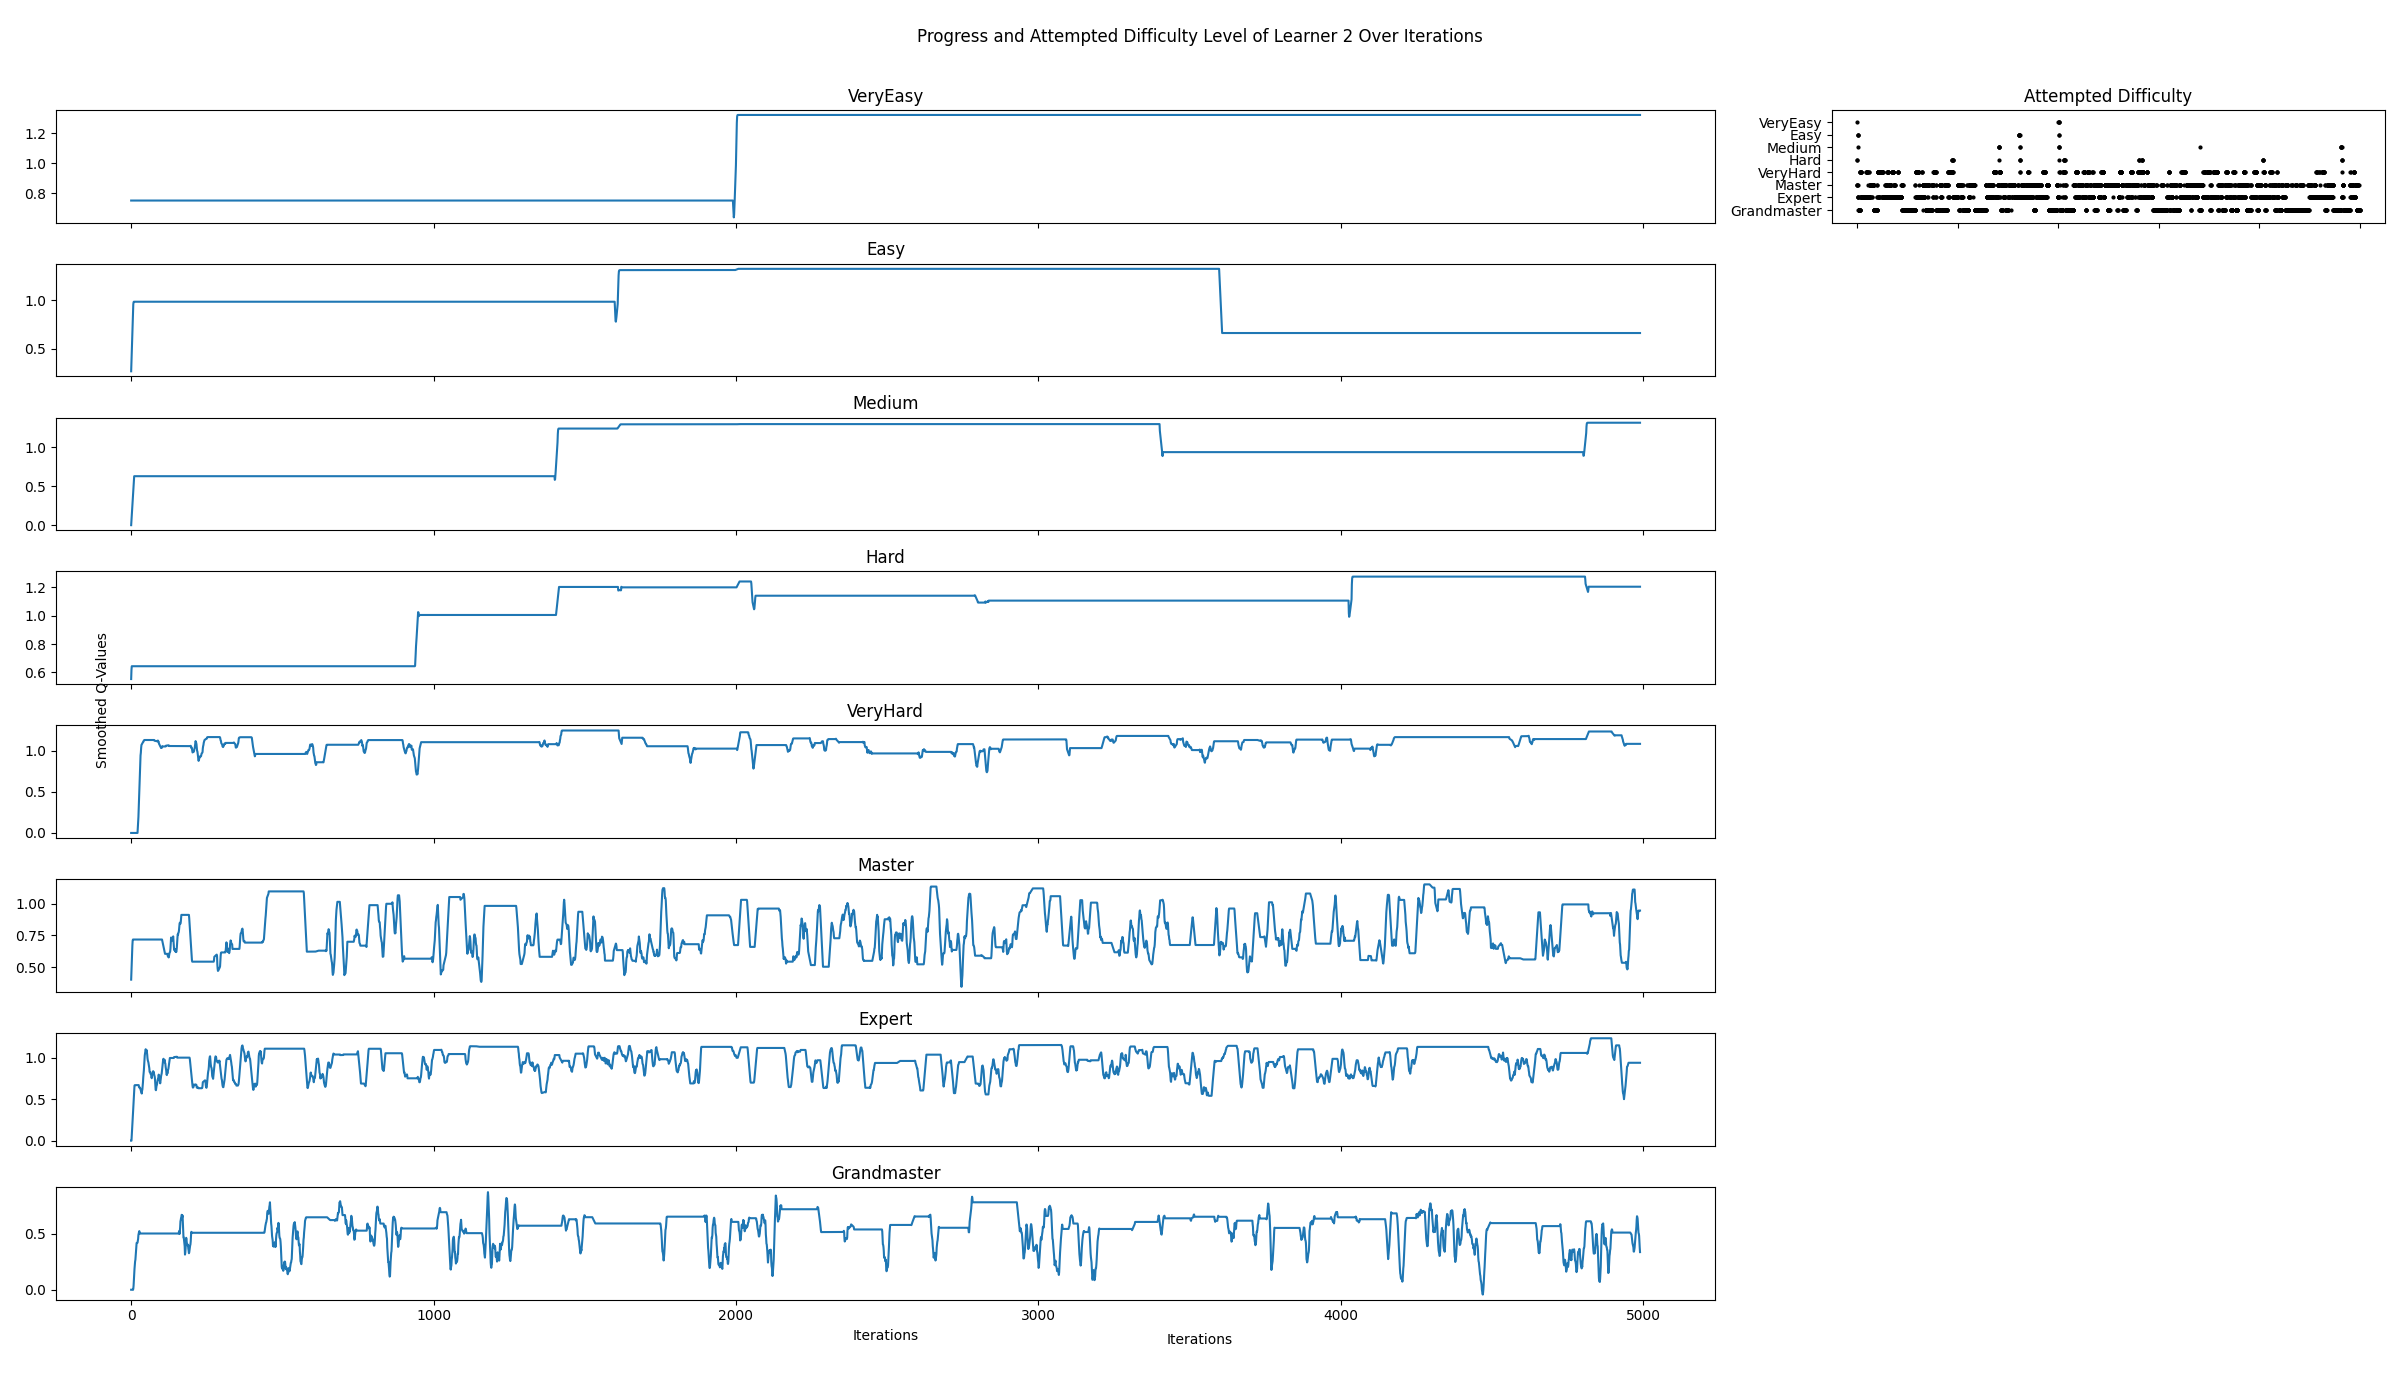 Progress and Attempted Difficulty Level of Learner 2 Over Iterations
VeryEasy
1.2
1.0
0.8
Attempted Difficulty
VeryEasy
Easy
Medium
Hard
VeryHard
Master
Expert
Grandmaster
Easy
1.0
0.5
Medium
1.0
0.5
0.0
Hard
1.2
1.0
0.8
0.6
Smoothed Q-Values
VeryHard
1.0
0.5
0.0
Master
1.00
0.75
0.50
Expert
1.0
0.5
0.0
Grandmaster
0.5
0.0
0 1000 2000 3000 4000 5000
Iterations
Iterations